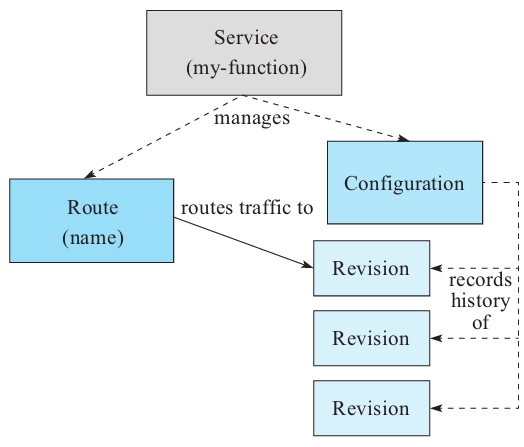 Service
(my-function)
manages
Configuration
Route
(name)
routes traffic to
Revision
records
history
of
Revision
Revision